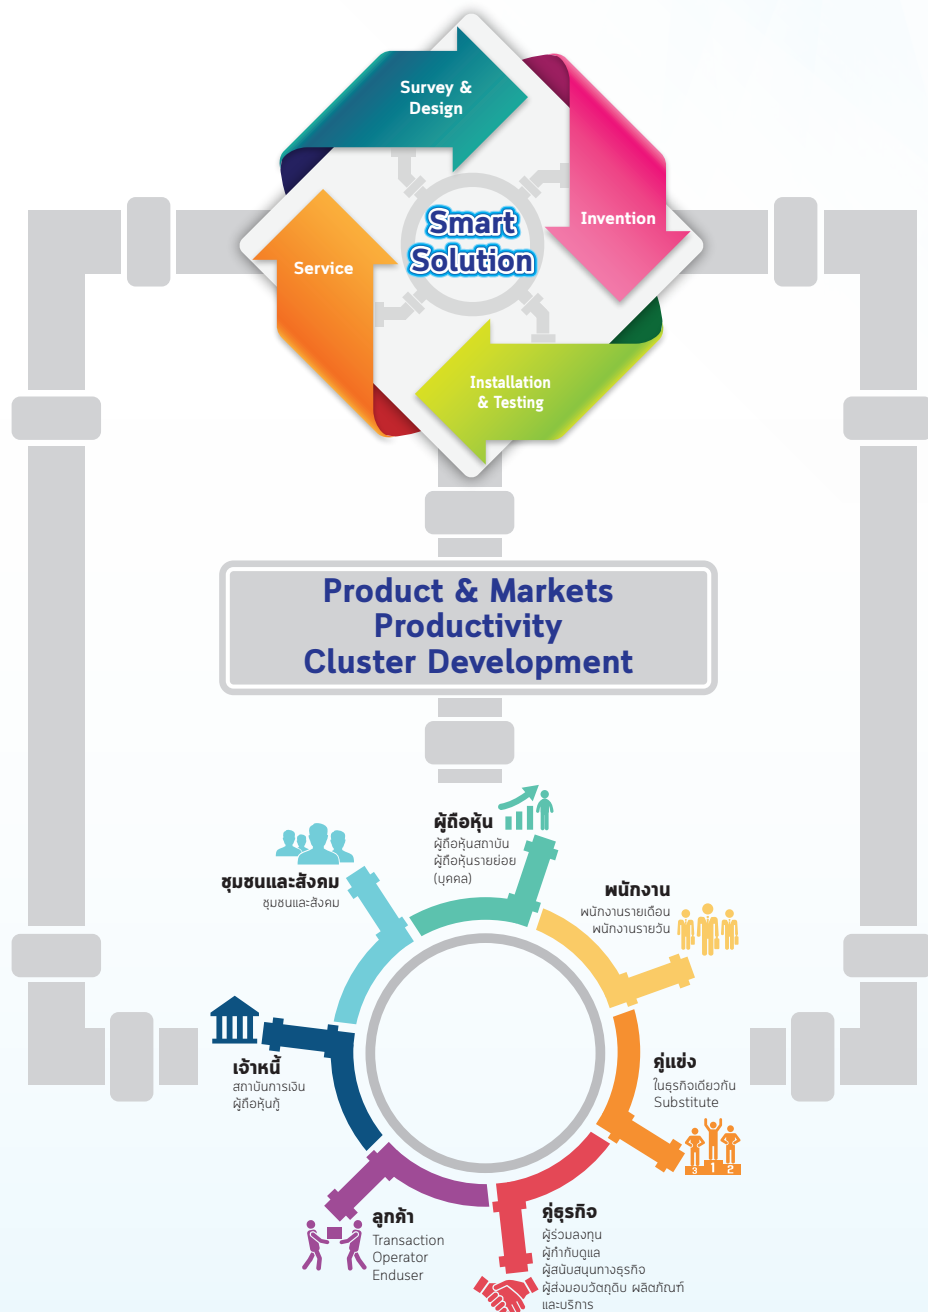 Survey &
Design
Invention
Smart
Solution
Service
Installation
& Testing
Product & Markets
Productivity
Cluster Development
ผู้ถือหุ้น
ผู้ถือหุ้นสถาบัน
ผู้ถือหุ้นรายย่อย
(บุคคล)
ชุมชนและสังคม
ชุมชนและสังคม
พนักงาน
พนักงานรายเดือน
พนักงานรายวัน
เจ้าหนี้
สถาบันการเงิน
ผู้ถือหุ้นกู้
คู่แข่ง
ในธุรกิจเดียวกัน
Substitute
3 1 2
ลูกค้า
Transaction
Operator
Enduser
คู่ธุรกิจ
ผู้ร่วมลงทุน
ผู้กำกับดูแล
ผู้สนับสนุนทางธุรกิจ
ผู้ส่งมอบวัตถุดิบ ผลิตภัณฑ์
และบริการ